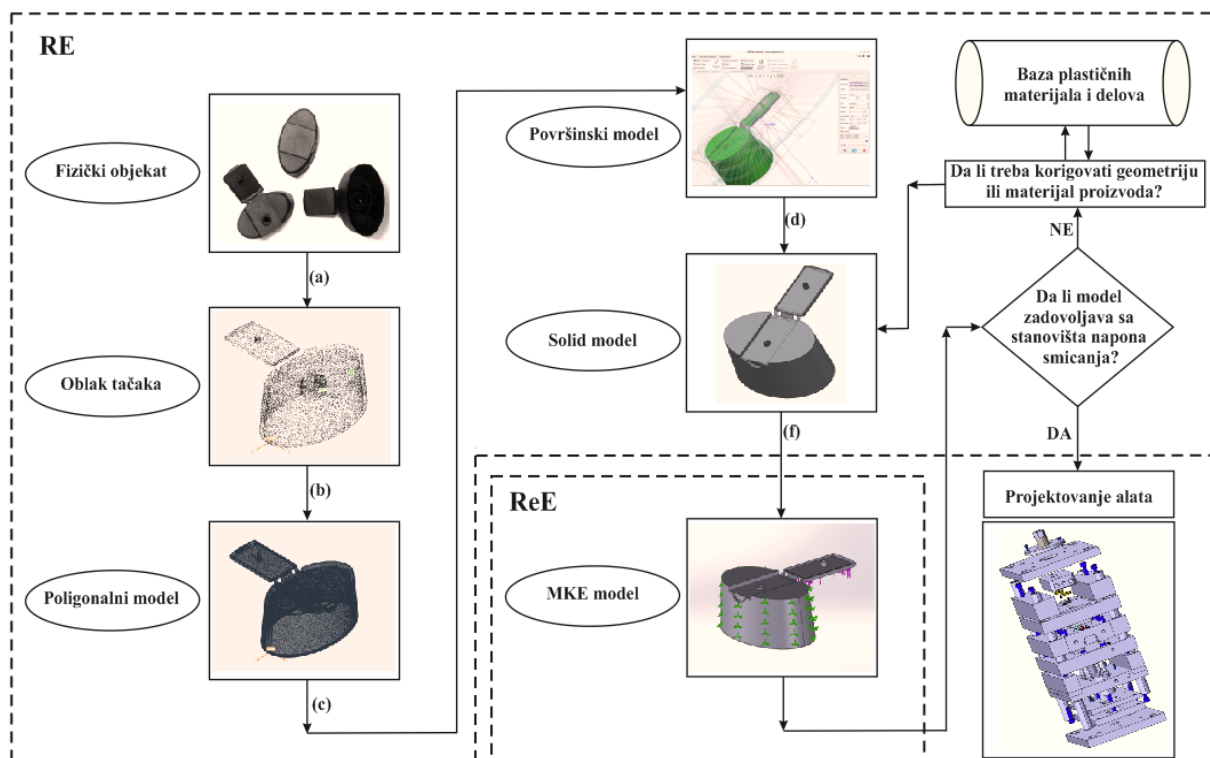 RE
Fizički objekat
(a)
Oblak tačaka
(b)
Poligonalni model
(c)
Površinski model
(d)
Solid model
(f)
ReE
MKE model
Baza plastičnih
materijala i delova
Da li treba korigovati geometriju
ili materijal proizvoda?
NE
Da li model
zadovoljava sa
stanovišta napona
smicanja?
DA
Projektovanje alata